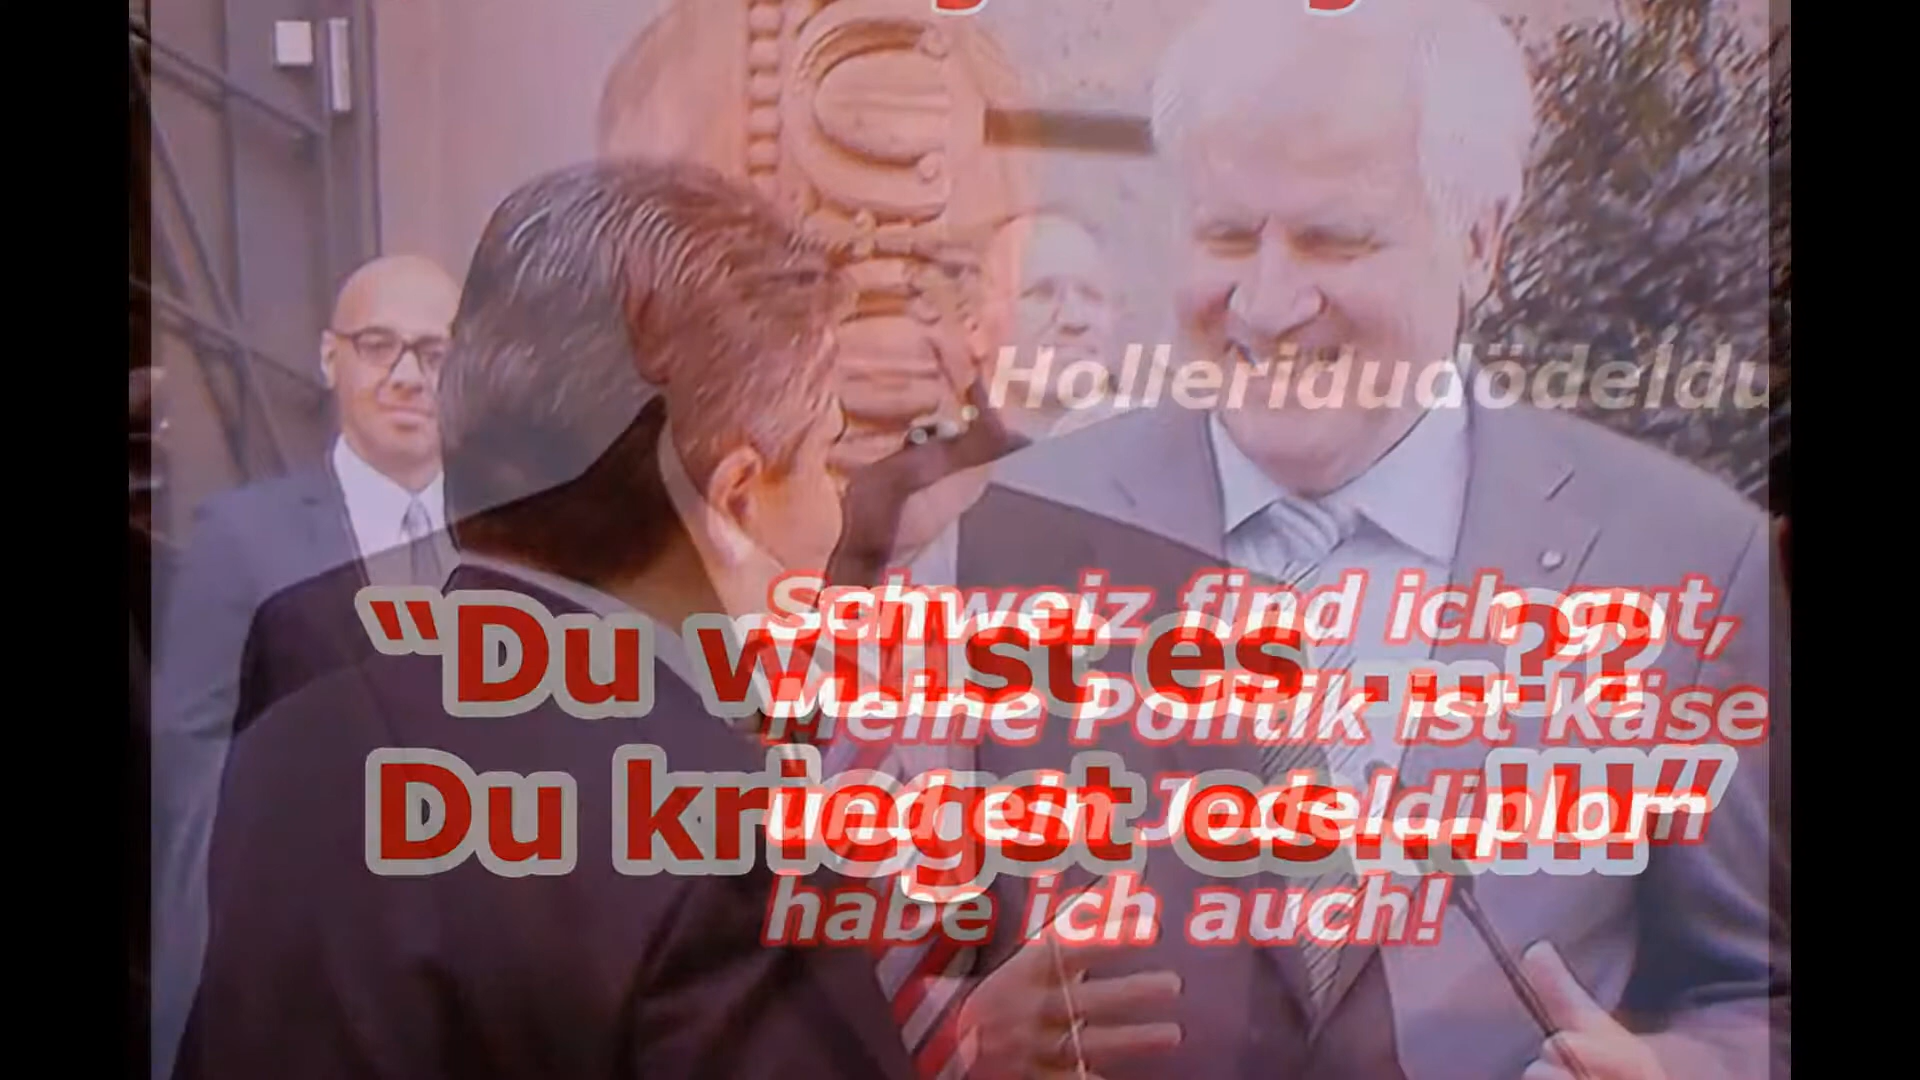 ...Holleridudödeldu
Schweiz find ich gut,
"Du willst es ...??
Meine Politik ist Käse
Du kriegst es...!!!"
und ein Jodeldiplom
habe ich auch!